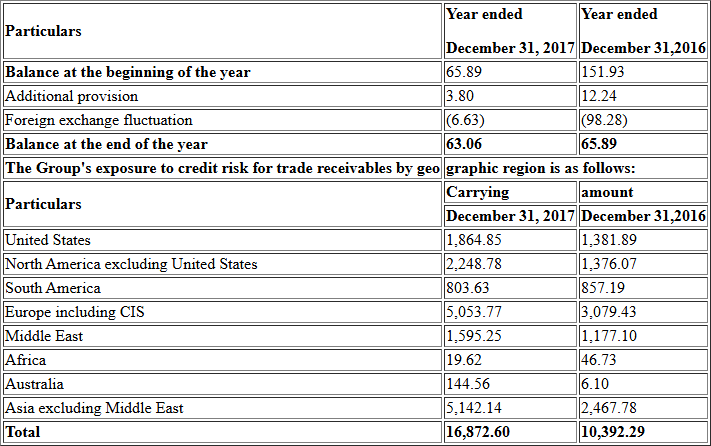 Particulars Year ended December 31, 2017 Year ended December 31,2016
Balance at the beginning of the year 65.89 151.93
Additional provision 3.80 12.24
Foreign exchange fluctuation (6.63) (98.28)
Balance at the end of the year 63.06 65.89
The Group's exposure to credit risk for trade receivables by geo graphic region is as follows:
Particulars Carrying amount
December 31, 2017 December 31,2016
United States 1,864.85 1,381.89
North America excluding United States 2,248.78 1,376.07
South America 803.63 857.19
Europe including CIS 5,053.77 3,079.43
Middle East 1,595.25 1,177.10
Africa 19.62 46.73
Australia 144.56 6.10
Asia excluding Middle East 5,142.14 2,467.78
Total 16,872.60 10,392.29